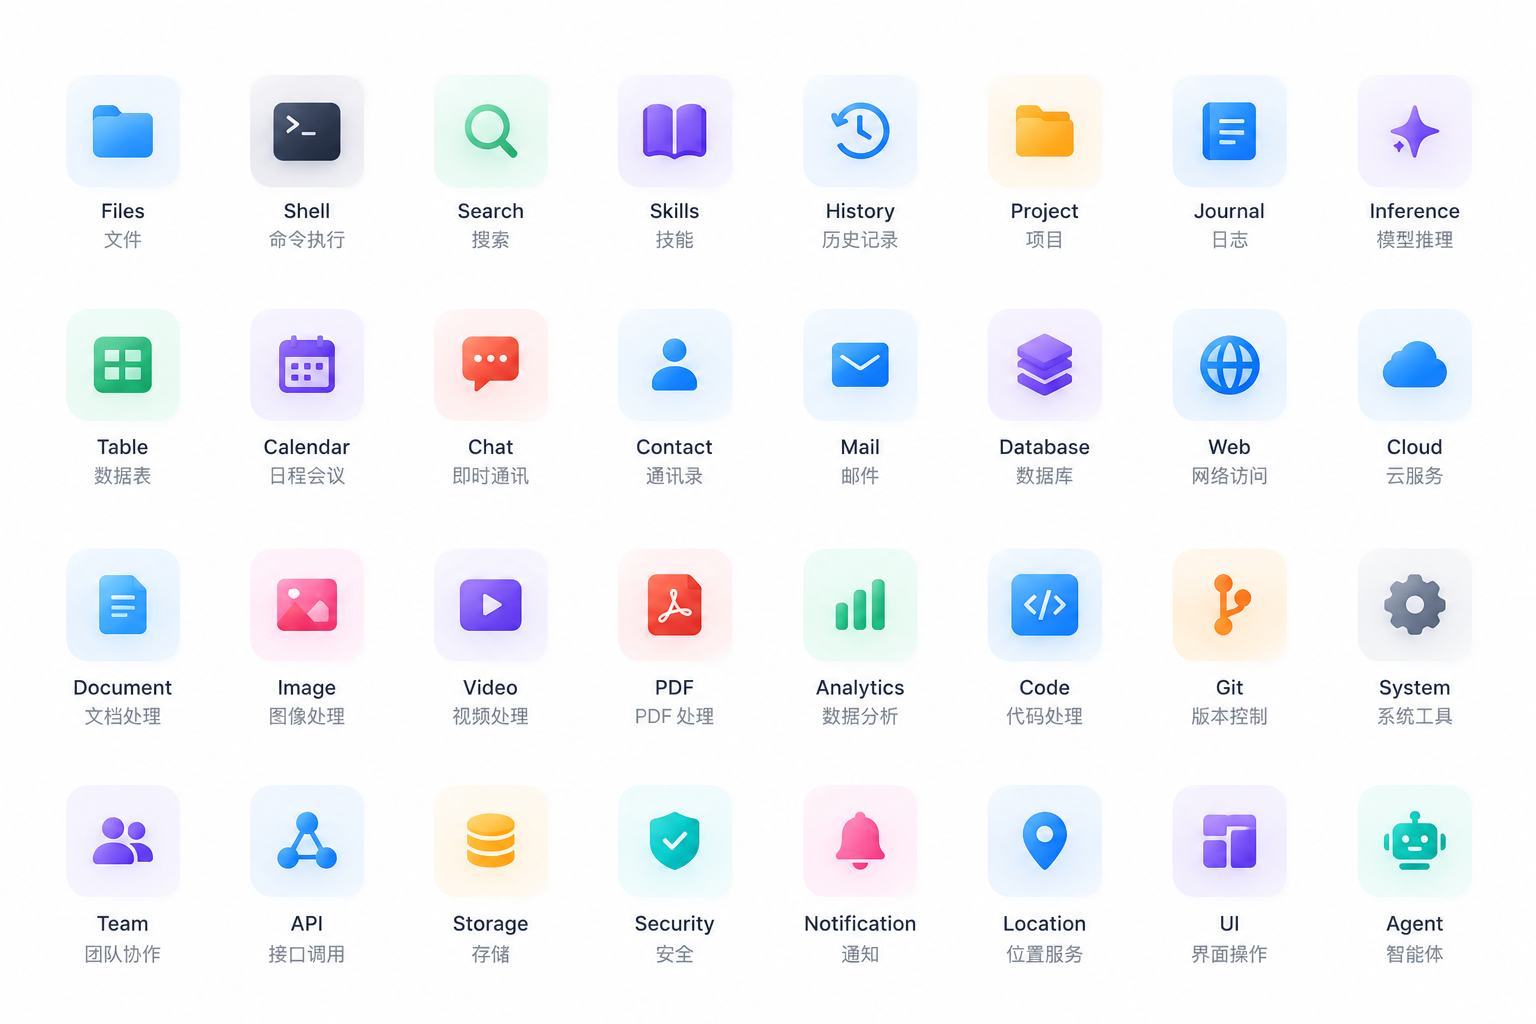 Files
Shell
Search
Skills
History
Project
Journal
Inference
文件
命令执行
搜索
技能
历史记录
项目
日志
模型推理
Table
Calendar
Chat
Contact
Mail
Database
Web
Cloud
数据表
日程会议
即时通讯
通讯录
邮件
数据库
网络访问
云服务
Document
Image
Video
PDF
Analytics
Code
Git
System
文档处理
图像处理
视频处理
PDF 处理
数据分析
代码处理
版本控制
系统工具
Team
API
Storage
Security
Notification
Location
UI
Agent
团队协作
接口调用
存储
安全
通知
位置服务
界面操作
智能体